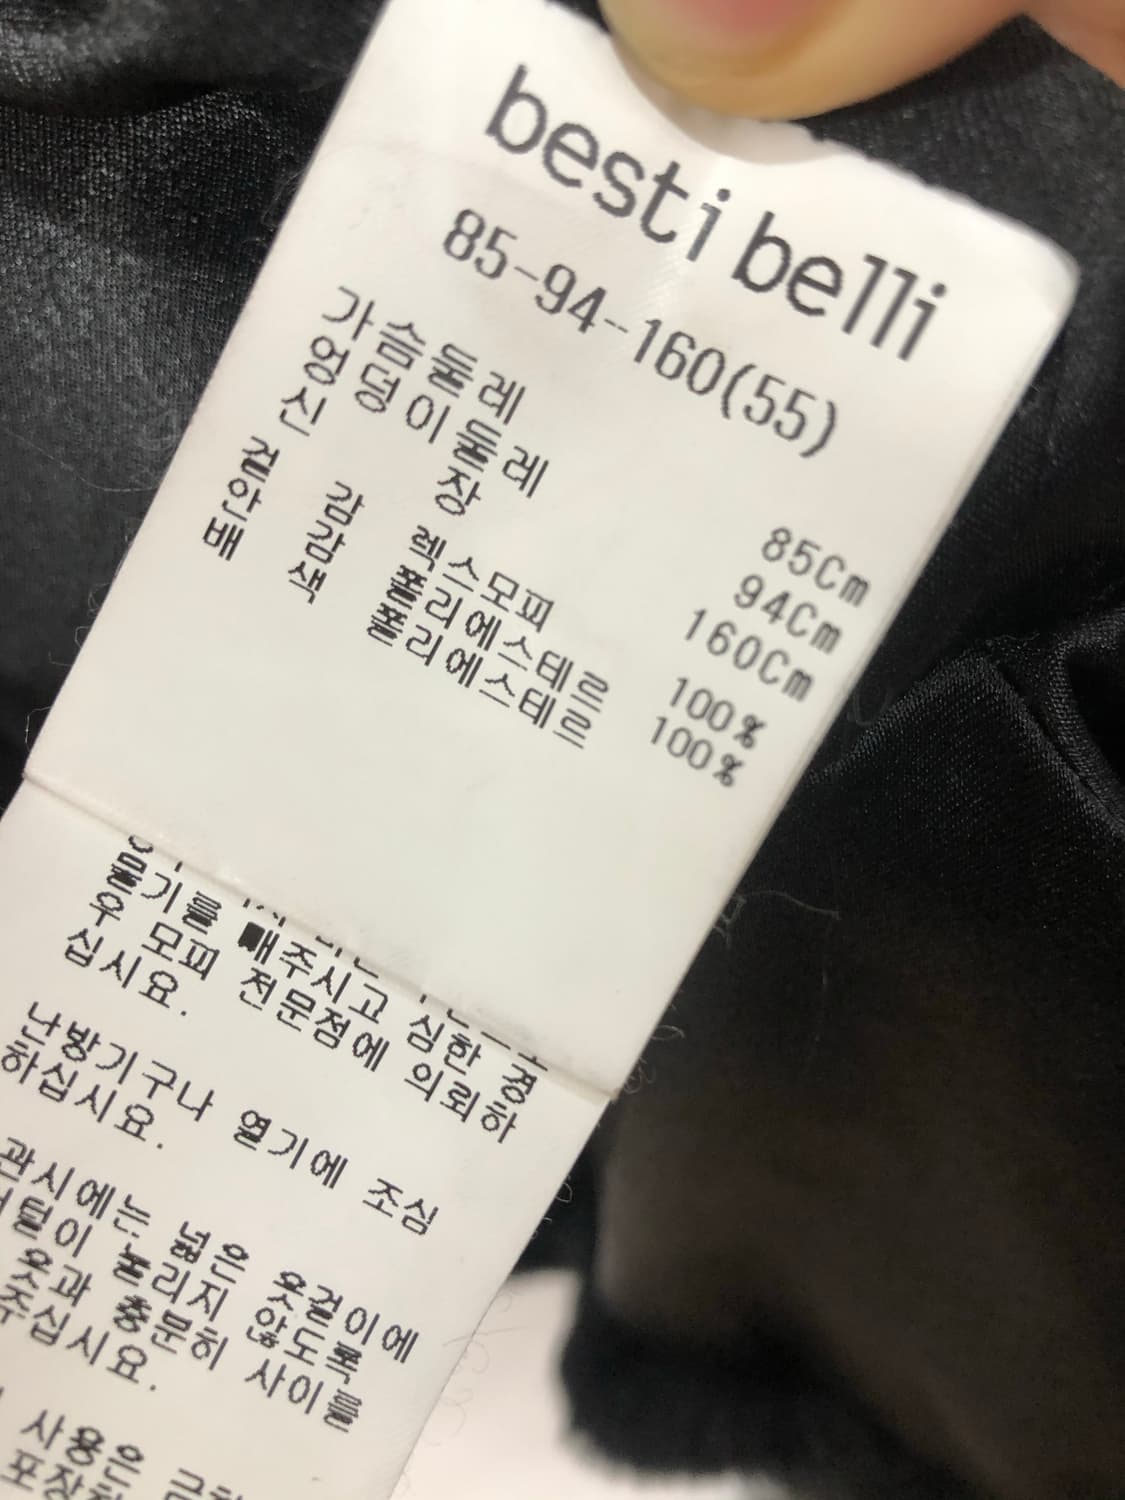 besti belli
85-94-160(55)
가슴둘레 85Cm
엉덩이둘레 94Cm
신 장 160Cm
겉 감 렉스모피
안 감 폴리에스테르 100%
배 색 폴리에스테르 100%
물기를 빼주시고 심한 경
우 모피 전문점에 의뢰하
십시요.
난방기구나 열기에 조심
하십시요.
관시에는 넓은 옷걸이에
털이 눌리지 않도록
옷과 충분히 사이를
주십시요.
사용은